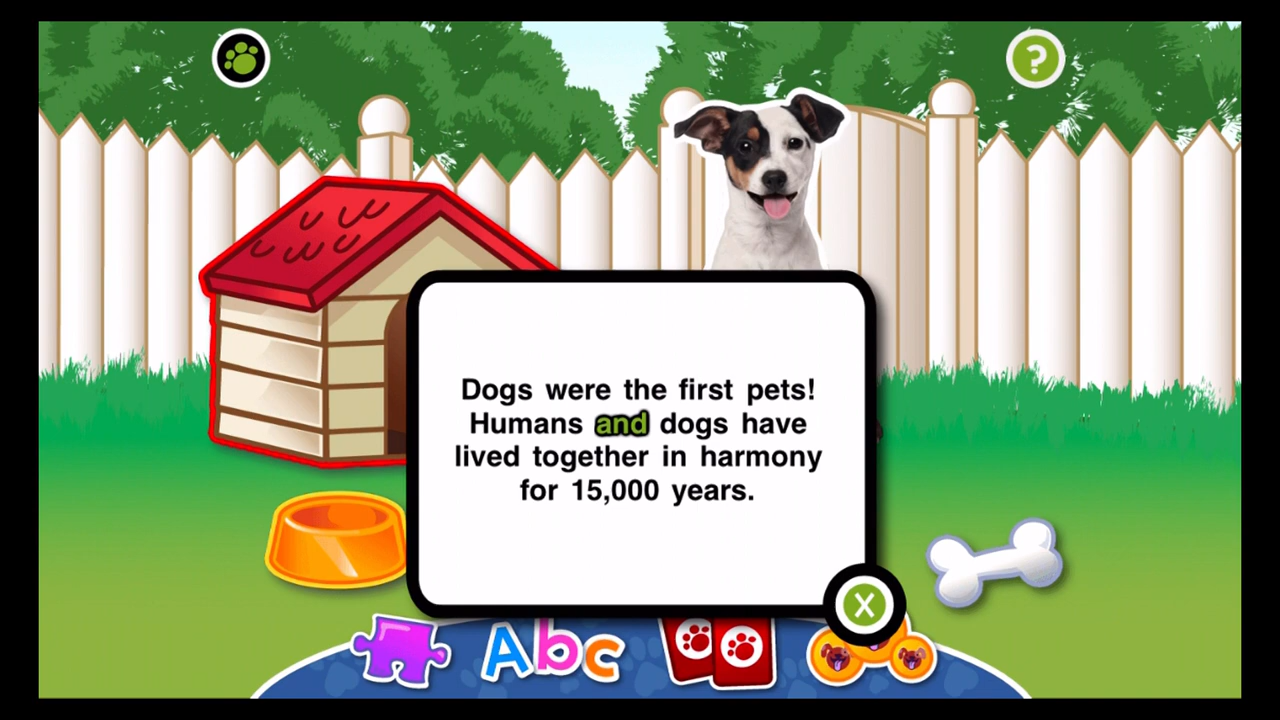 ?
Dogs were the first pets!
Humans and dogs have
lived together in harmony
for 15,000 years.
X
Abc